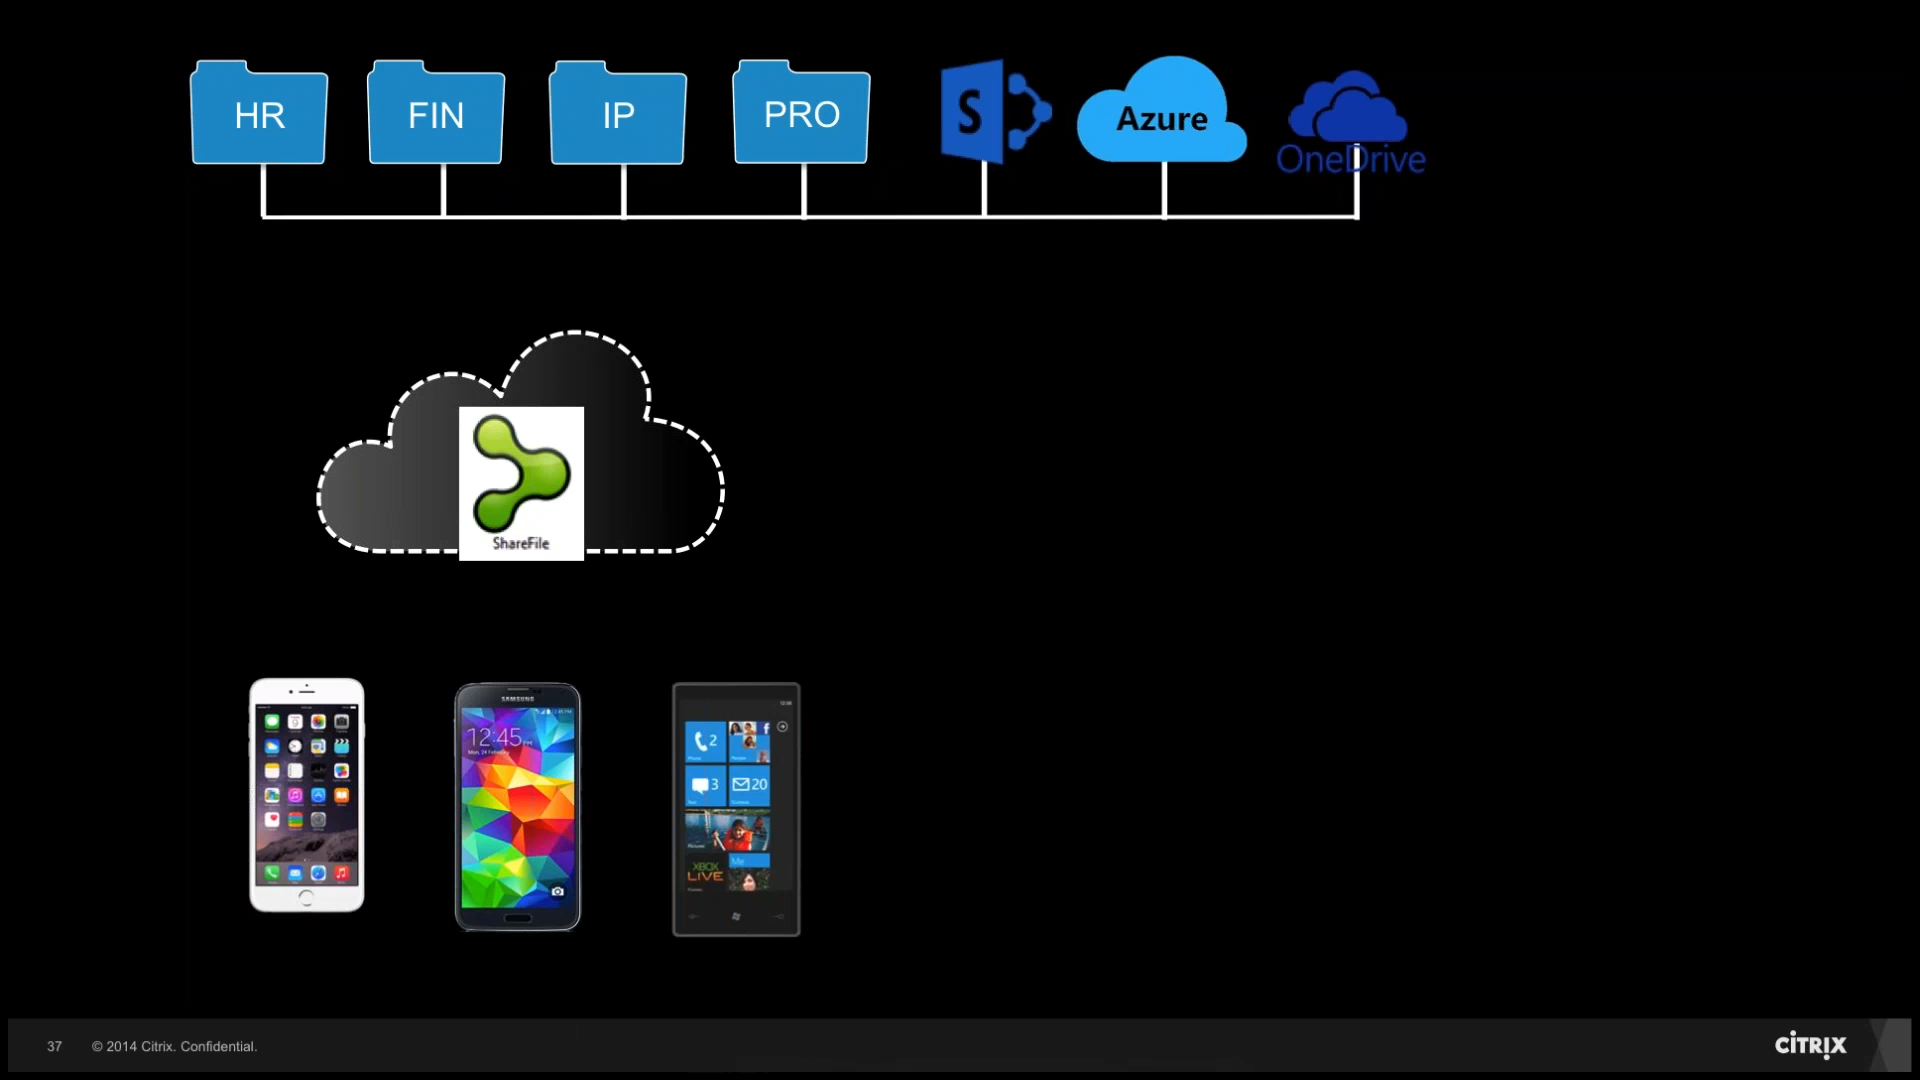 HR
FIN
IP
PRO
S
Azure
OneDrive
ShareFile
SAMSUNG
12:45
2
3
20
XBOX
LIVE
Me
37
© 2014 Citrix. Confidential.
CITRIX